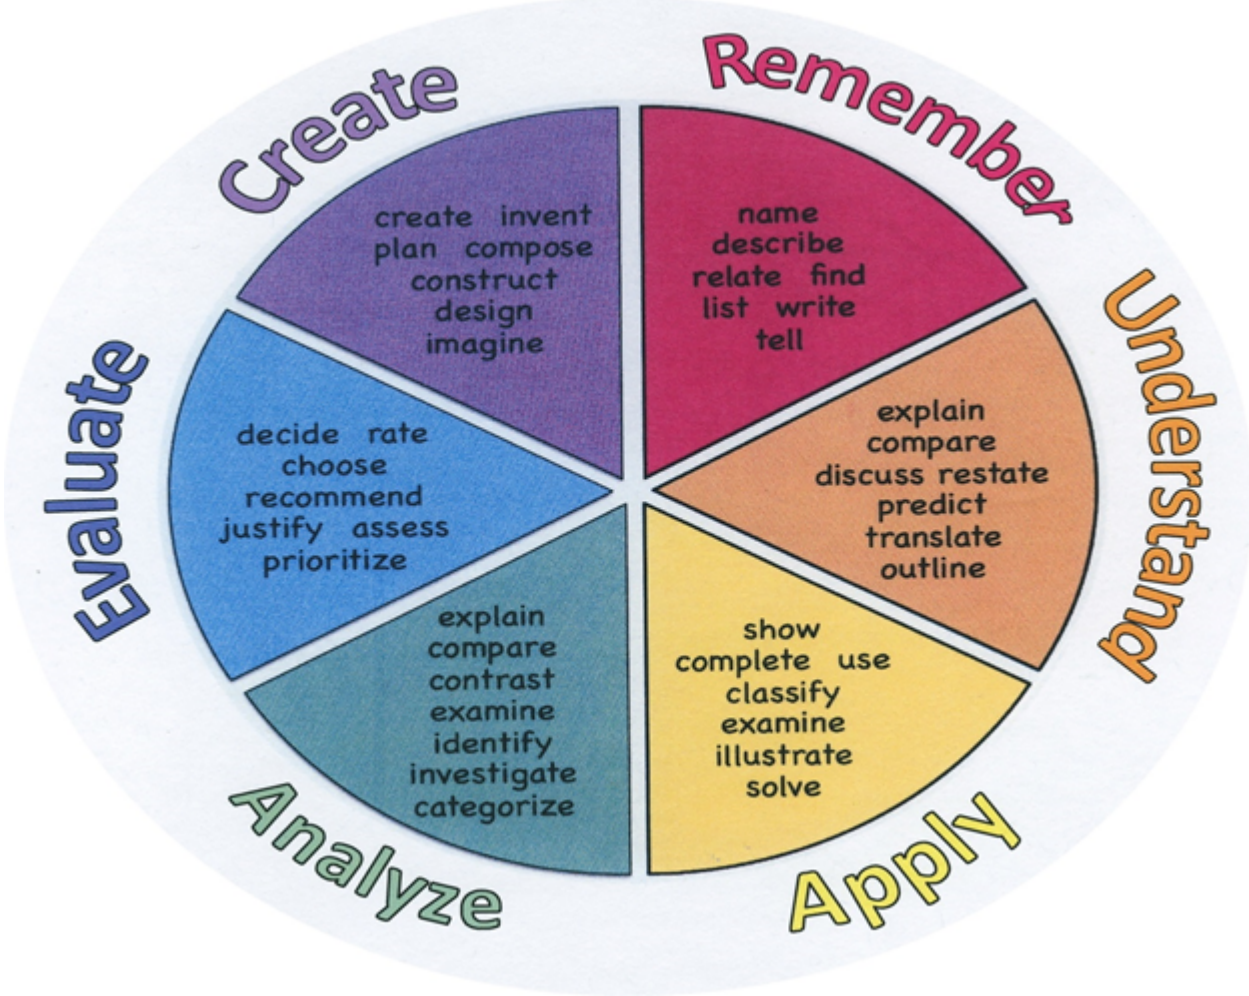 Create
create invent
plan compose
construct
design
imagine
Remember
name
describe
relate find
list write
tell
Understand
explain
compare
discuss restate
predict
translate
outline
Apply
show
complete use
classify
examine
illustrate
solve
Analyze
explain
compare
contrast
examine
identify
investigate
categorize
Evaluate
decide rate
choose
recommend
justify assess
prioritize